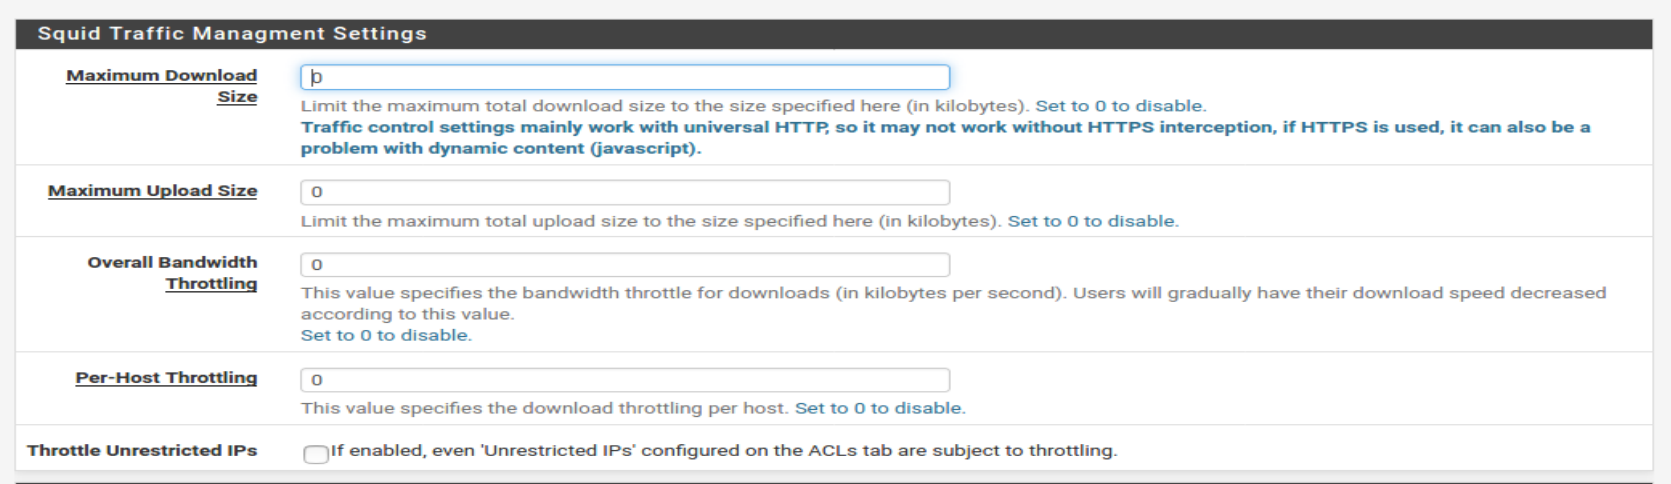 Squid Traffic Managment Settings
Maximum Download
Size
0
Limit the maximum total download size to the size specified here (in kilobytes). Set to 0 to disable.
Traffic control settings mainly work with universal HTTP, so it may not work without HTTPS interception, if HTTPS is used, it can also be a
problem with dynamic content (javascript).
Maximum Upload Size
0
Limit the maximum total upload size to the size specified here (in kilobytes). Set to 0 to disable.
Overall Bandwidth
Throttling
0
This value specifies the bandwidth throttle for downloads (in kilobytes per second). Users will gradually have their download speed decreased
according to this value.
Set to 0 to disable.
Per-Host Throttling
0
This value specifies the download throttling per host. Set to 0 to disable.
Throttle Unrestricted IPs
If enabled, even 'Unrestricted IPs' configured on the ACLs tab are subject to throttling.